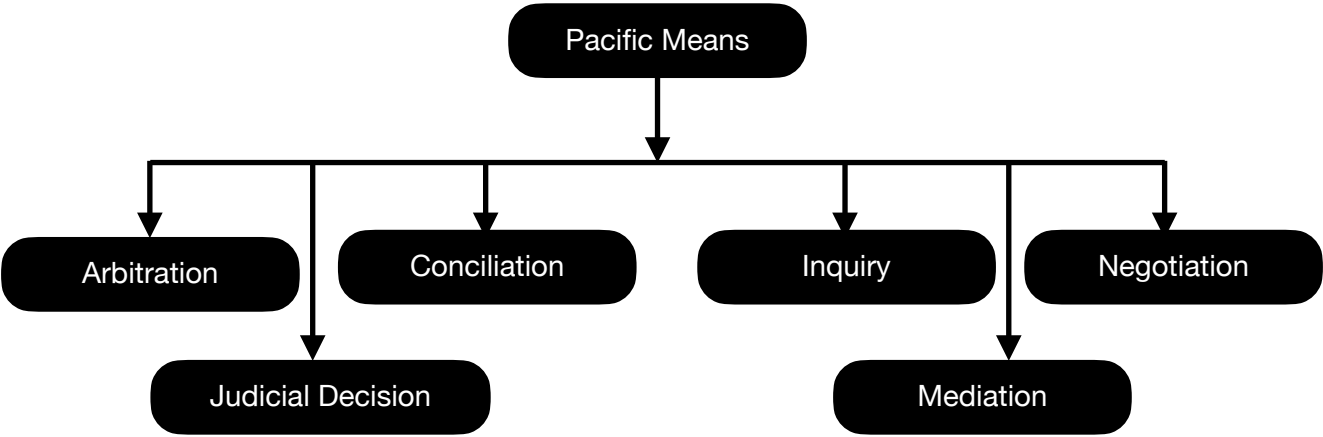 Pacific Means
Arbitration
Conciliation
Inquiry
Negotiation
Judicial Decision
Mediation